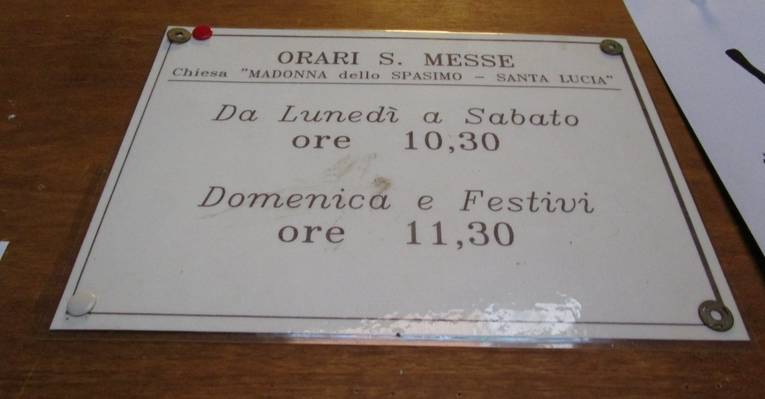 ORARI S. MESSE
Chiesa "MADONNA dello SPASIMO - SANTA LUCIA"
Da Lunedì a Sabato
ore 10,30
Domenica e Festivi
ore 11,30